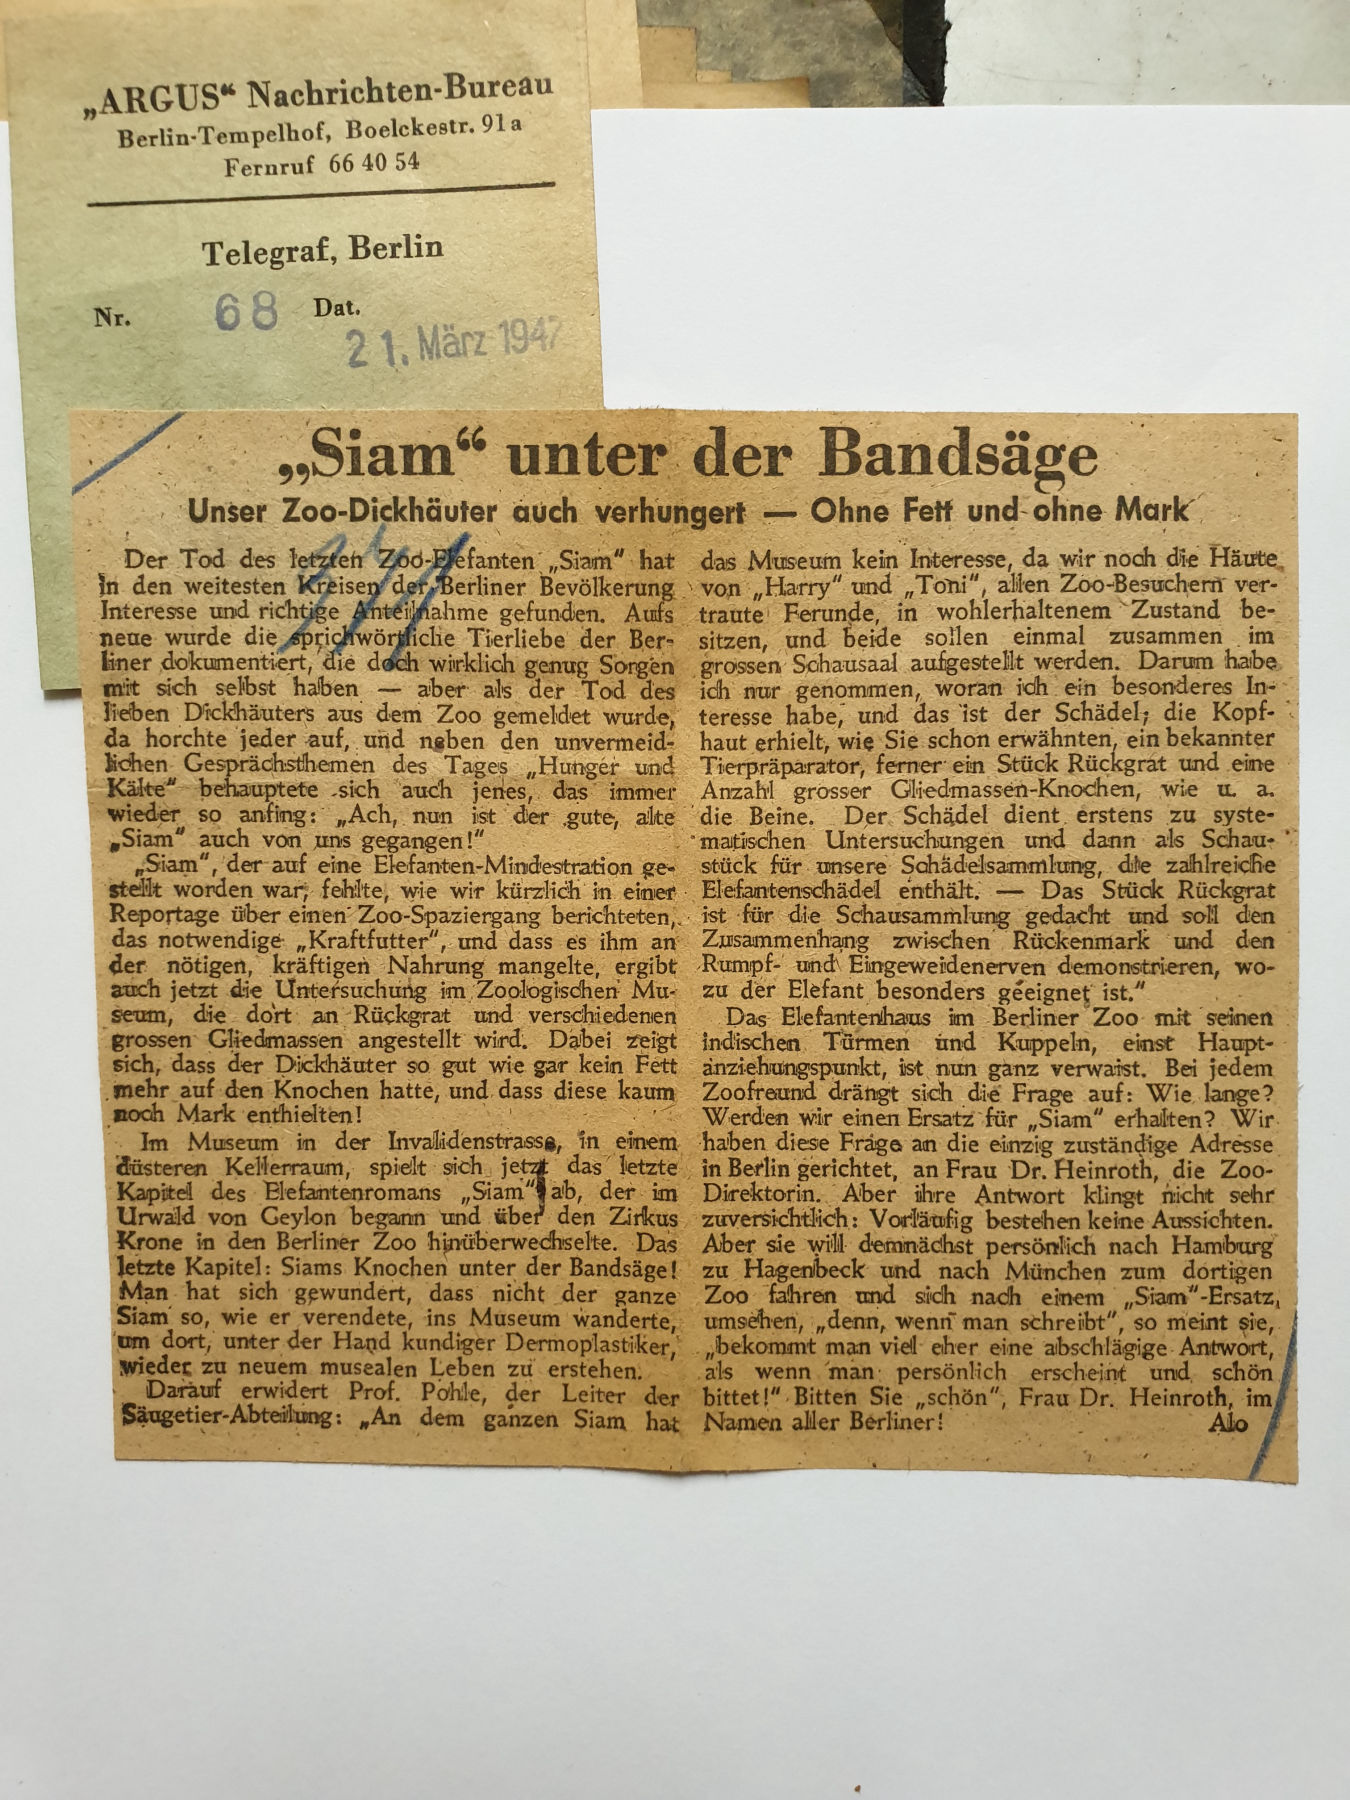 „ARGUS“ Nachrichten-Bureau
Berlin-Tempelhof, Boelckestr. 91a
Fernruf 66 40 54
Telegraf, Berlin
Nr. 68 Dat. 21. März 1947
„Siam“ unter der Bandsäge
Unser Zoo-Dickhäuter auch verhungert — Ohne Fett und ohne Mark
Der Tod des letzten Zoo-Elefanten „Siam“ hat
in den weitesten Kreisen der Berliner Bevölkerung
Interesse und richtige Anteilnahme gefunden. Aufs
neue wurde die sprichwörtliche Tierliebe der Ber-
liner dokumentiert, die doch wirklich genug Sorgen
mit sich selbst haben — aber als der Tod des
lieben Dickhäuters aus dem Zoo gemeldet wurde,
da horchte jeder auf, und neben den unvermeid-
lichen Gesprächsthemen des Tages „Hunger und
Kälte“ behauptete sich auch jenes, das immer
wieder so anfing: „Ach, nun ist der gute, alte
„Siam“ auch von uns gegangen!“
„Siam“, der auf eine Elefanten-Mindestration ge-
stellt worden war, fehlte, wie wir kürzlich in einer
Reportage über einen Zoo-Spaziergang berichteten,
das notwendige „Kraftfutter“, und dass es ihm an
der nötigen, kräftigen Nahrung mangelte, ergibt
auch jetzt die Untersuchung im Zoologischen Mu-
seum, die dort an Rückgrat und verschiedenen
grossen Gliedmassen angestellt wird. Dabei zeigt
sich, dass der Dickhäuter so gut wie gar kein Fett
mehr auf den Knochen hatte, und dass diese kaum
noch Mark enthielten!
Im Museum in der Invalidenstrasse, in einem
düsteren Kellerraum, spielt sich jetzt das letzte
Kapitel des Elefantenromans „Siam“ ab, der im
Urwald von Ceylon begann und über den Zirkus
Krone in den Berliner Zoo hinüberwechselte. Das
letzte Kapitel: Siams Knochen unter der Bandsäge!
Man hat sich gewundert, dass nicht der ganze
Siam so, wie er verendete, ins Museum wanderte,
um dort, unter der Hand kundiger Dermoplastiker,
wieder zu neuem musealen Leben zu erstehen.
Darauf erwidert Prof. Pohle, der Leiter der
Säugetier-Abteilung: „An dem ganzen Siam hat
das Museum kein Interesse, da wir noch die Häute
von „Harry“ und „Toni“, allen Zoo-Besuchern ver-
traute Ferunde, in wohlerhaltenem Zustand be-
sitzen, und beide sollen einmal zusammen im
grossen Schausaal aufgestellt werden. Darum habe
ich nur genommen, woran ich ein besonderes In-
teresse habe, und das ist der Schädel; die Kopf-
haut erhielt, wie Sie schon erwähnten, ein bekannter
Tierpräparator, ferner ein Stück Rückgrat und eine
Anzahl grosser Gliedmassen-Knochen, wie u. a.
die Beine. Der Schädel dient erstens zu syste-
matischen Untersuchungen und dann als Schau-
stück für unsere Schädelsammlung, die zahlreiche
Elefantenschädel enthält. — Das Stück Rückgrat
ist für die Schausammlung gedacht und soll den
Zusammenhang zwischen Rückenmark und den
Rumpf- und Eingeweidenerven demonstrieren, wo-
zu der Elefant besonders geeignet ist.“
Das Elefantenhaus im Berliner Zoo mit seinen
indischen Türmen und Kuppeln, einst Haupt-
anziehungspunkt, ist nun ganz verwaist. Bei jedem
Zoofreund drängt sich die Frage auf: Wie lange?
Werden wir einen Ersatz für „Siam“ erhalten? Wir
haben diese Frage an die einzig zuständige Adresse
in Berlin gerichtet, an Frau Dr. Heinroth, die Zoo-
Direktorin. Aber ihre Antwort klingt nicht sehr
zuversichtlich: Vorläufig bestehen keine Aussichten.
Aber sie will demnächst persönlich nach Hamburg
zu Hagenbeck und nach München zum dortigen
Zoo fahren und sich nach einem „Siam“-Ersatz
umsehen, „denn, wenn man schreibt“, so meint sie,
„bekommt man viel eher eine abschlägige Antwort,
als wenn man persönlich erscheint und schön
bittet!“ Bitten Sie „schön“, Frau Dr. Heinroth, im
Namen aller Berliner!
Alo